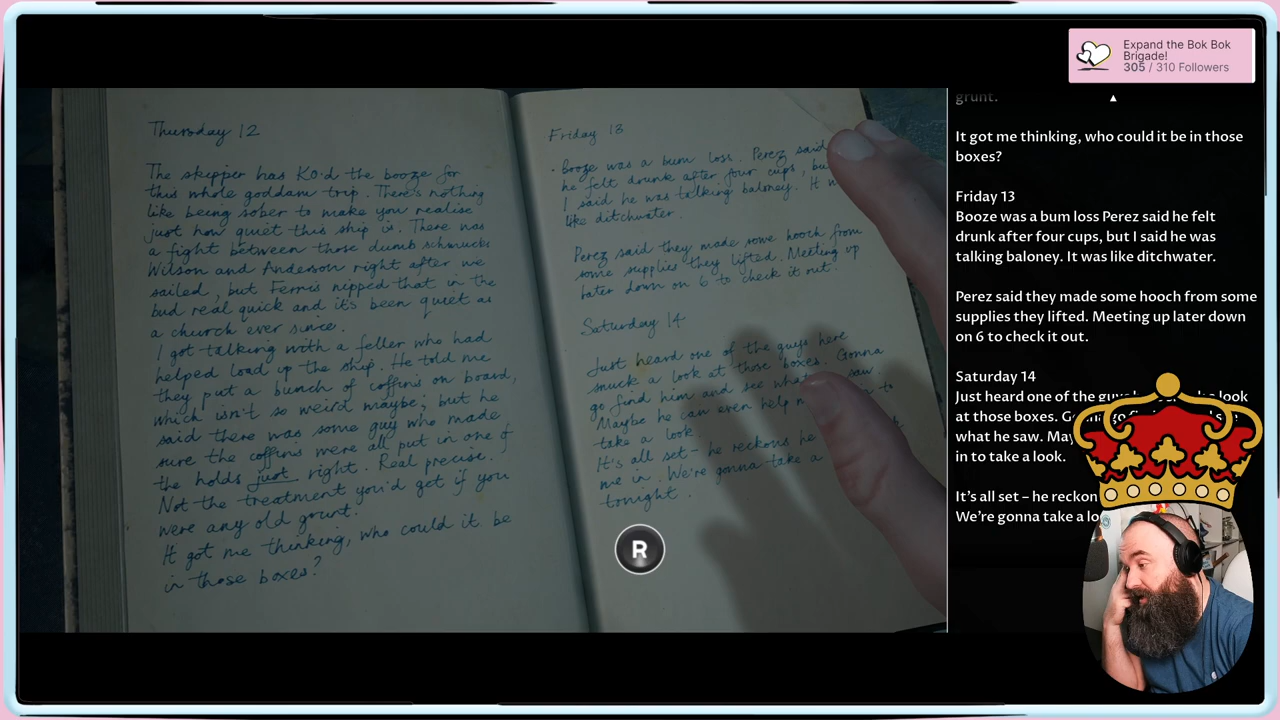 Expand the Bok Bok
Brigade!
305 / 310 Followers
Thursday 12
The skipper has KO'd the booze for
this whole goddam trip. There's nothing
like being sober to make you realise
just how quiet this ship is. There was
a fight between those dumb schmucks
Wilson and Anderson right after we
sailed, but Ferris nipped that in the
bud real quick and it's been quiet as
a church ever since.
I got talking with a feller who had
helped load up the ship. He told me
they put a bunch of coffins on board,
which isn't so weird maybe, but he
said there was some guy who made
sure the coffins were all put in one of
the holds just right. Real precise.
Not the treatment you'd get if you
were any old grunt.
It got me thinking, who could it be
in those boxes?
Friday 13
Booze was a bum loss. Perez said
he felt drunk after four cups, bu
I said he was talking baloney. It w
like ditchwater.
Perez said they made some hooch from
some supplies they lifted. Meeting up
later down on 6 to check it out.
Saturday 14
Just heard one of the guys here
snuck a look at those boxes. Gonna
go find him and see what saw
Maybe he can even help to
take a look
It's all set - he reckons he
me in. We're gonna take a
tonight.
R
grunt.
It got me thinking, who could it be in those
boxes?
Friday 13
Booze was a bum loss Perez said he felt
drunk after four cups, but I said he was
talking baloney. It was like ditchwater.
Perez said they made some hooch from some
supplies they lifted. Meeting up later down
on 6 to check it out.
Saturday 14
Just heard one of the guys look
at those boxes.
what he saw. May
in to take a look.
It's all set – he reckon
We're gonna take a lo